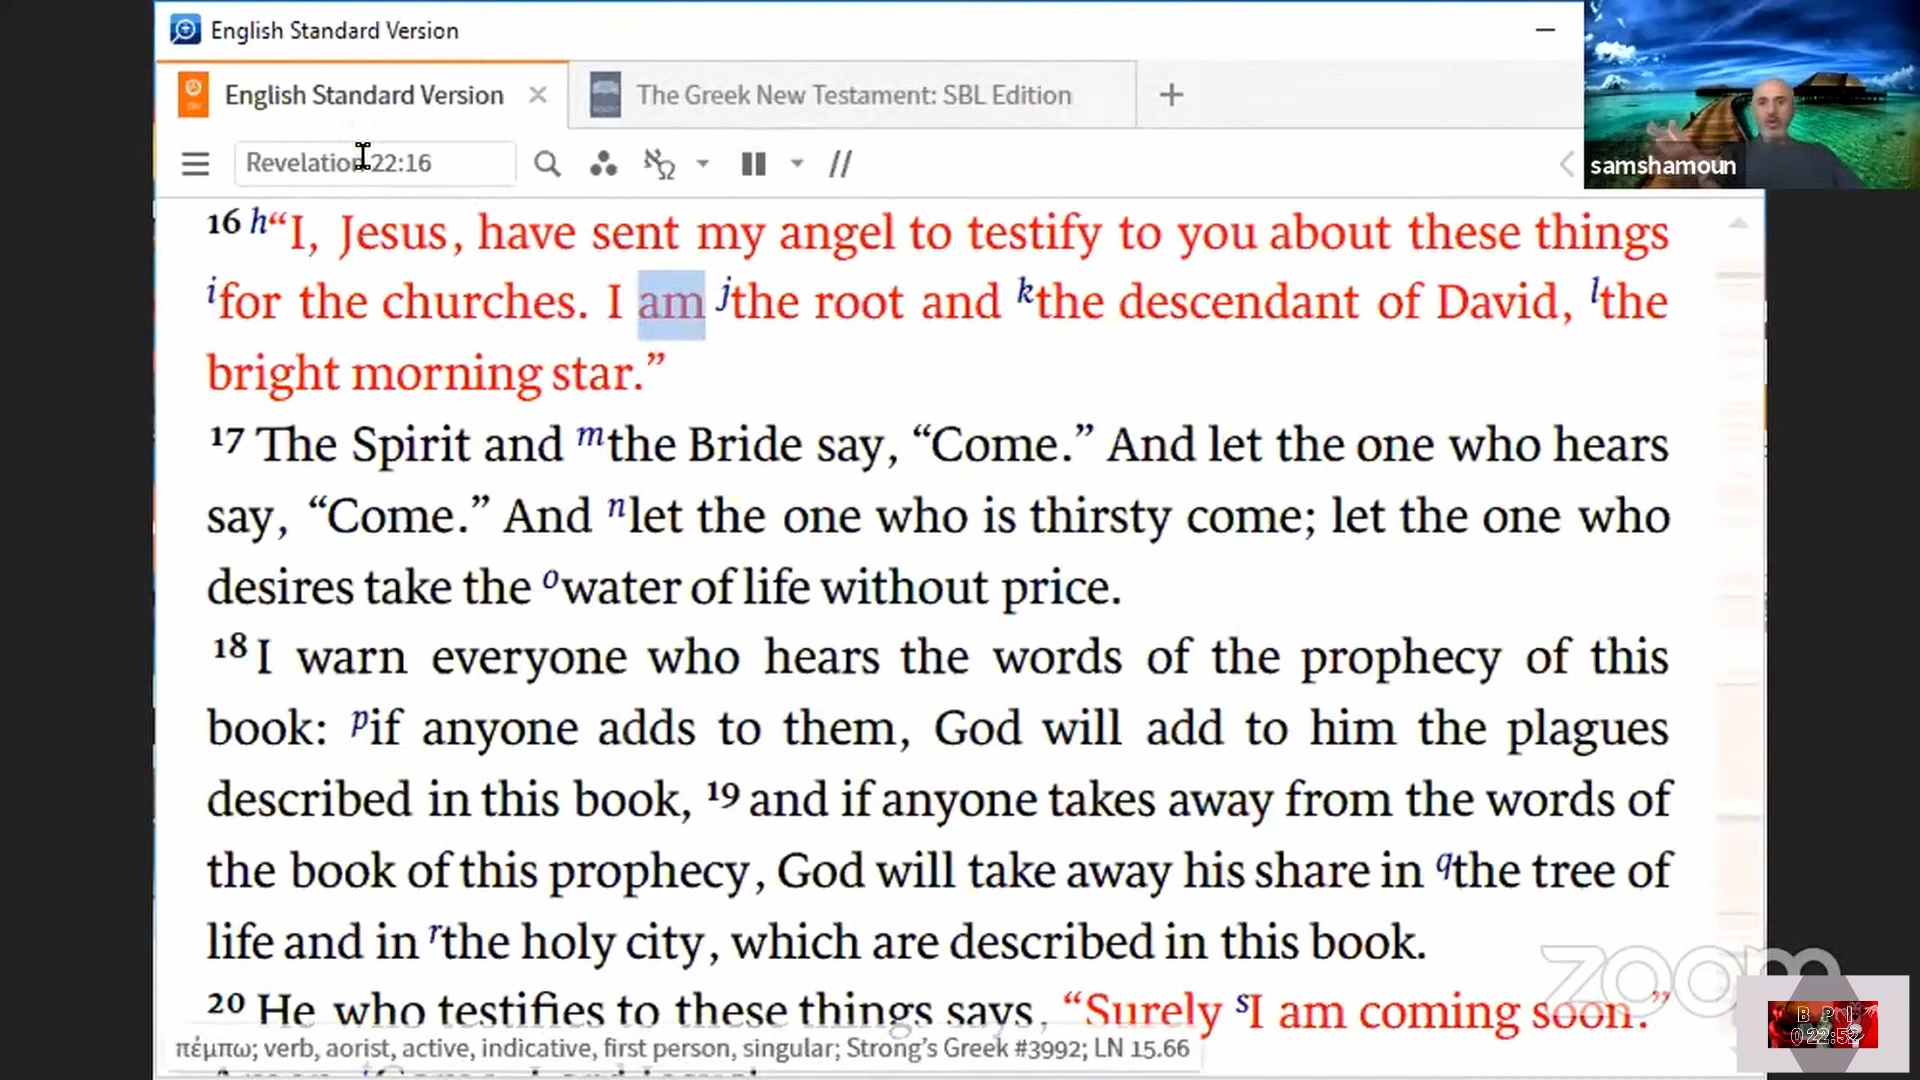 English Standard Version
English Standard Version
The Greek New Testament: SBL Edition
Revelation 22:16
samshamoun
16 h“I, Jesus, have sent my angel to testify to you about these things
ifor the churches. I am jthe root and kthe descendant of David, lthe
bright morning star.”
17 The Spirit and mthe Bride say, “Come.” And let the one who hears
say, “Come.” And nlet the one who is thirsty come; let the one who
desires take the owater of life without price.
18 I warn everyone who hears the words of the prophecy of this
book: pif anyone adds to them, God will add to him the plagues
described in this book, 19 and if anyone takes away from the words of
the book of this prophecy, God will take away his share in qthe tree of
life and in rthe holy city, which are described in this book.
20 He who testifies to these things says, “Surely sI am coming soon.”
πέμπω; verb, aorist, active, indicative, first person, singular; Strong’s Greek #3992; LN 15.66
zoom
B P I
0 22:52